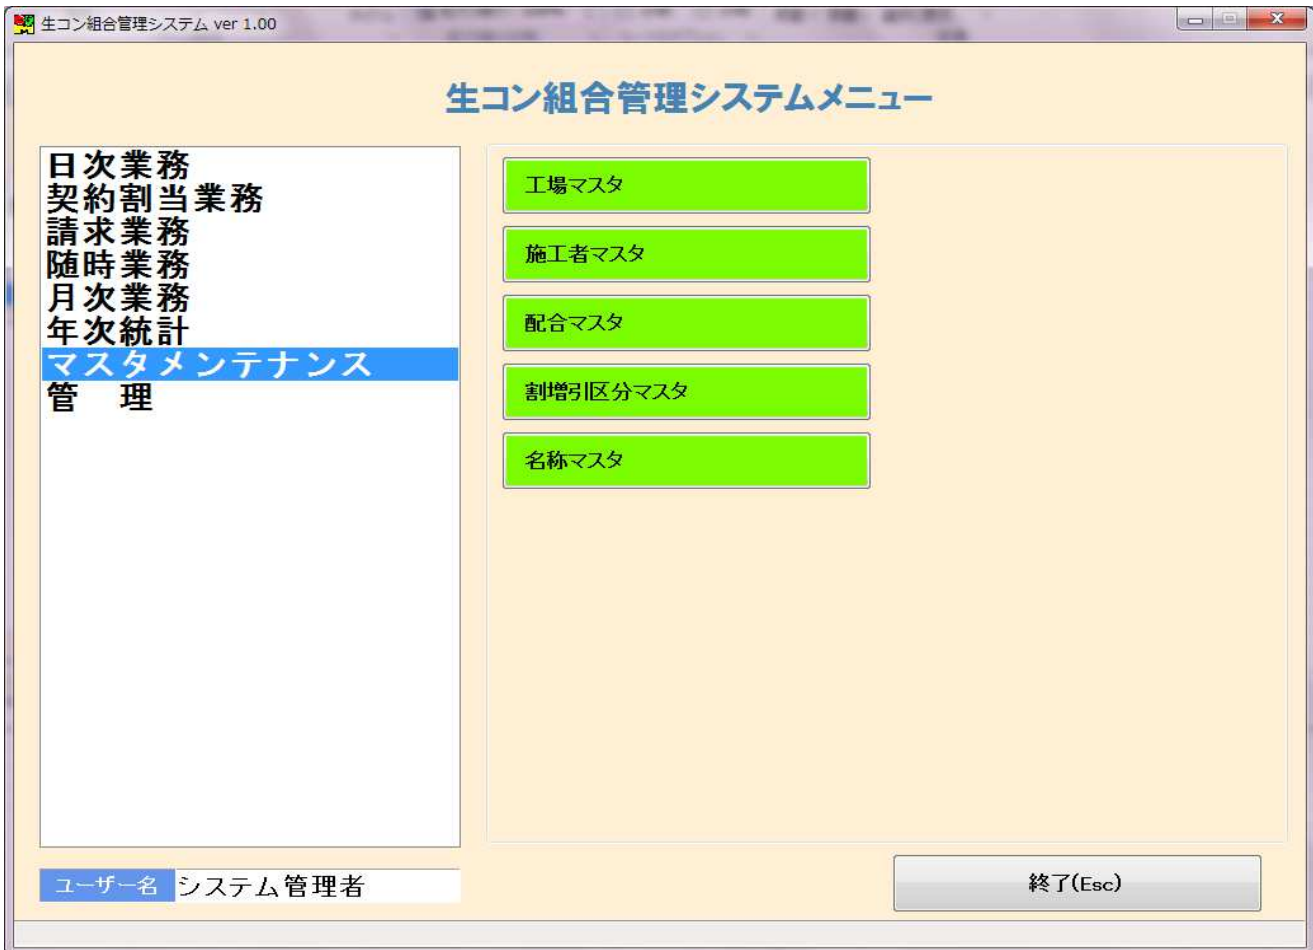 生コン組合管理システム ver 1.00
生コン組合管理システムメニュー
日次業務
契約割当業務
請求業務
随時業務
月次業務
年次統計
マスタメンテナンス
管　理
工場マスタ
施工者マスタ
配合マスタ
割増引区分マスタ
名称マスタ
ユーザー名 システム管理者
終了(Esc)